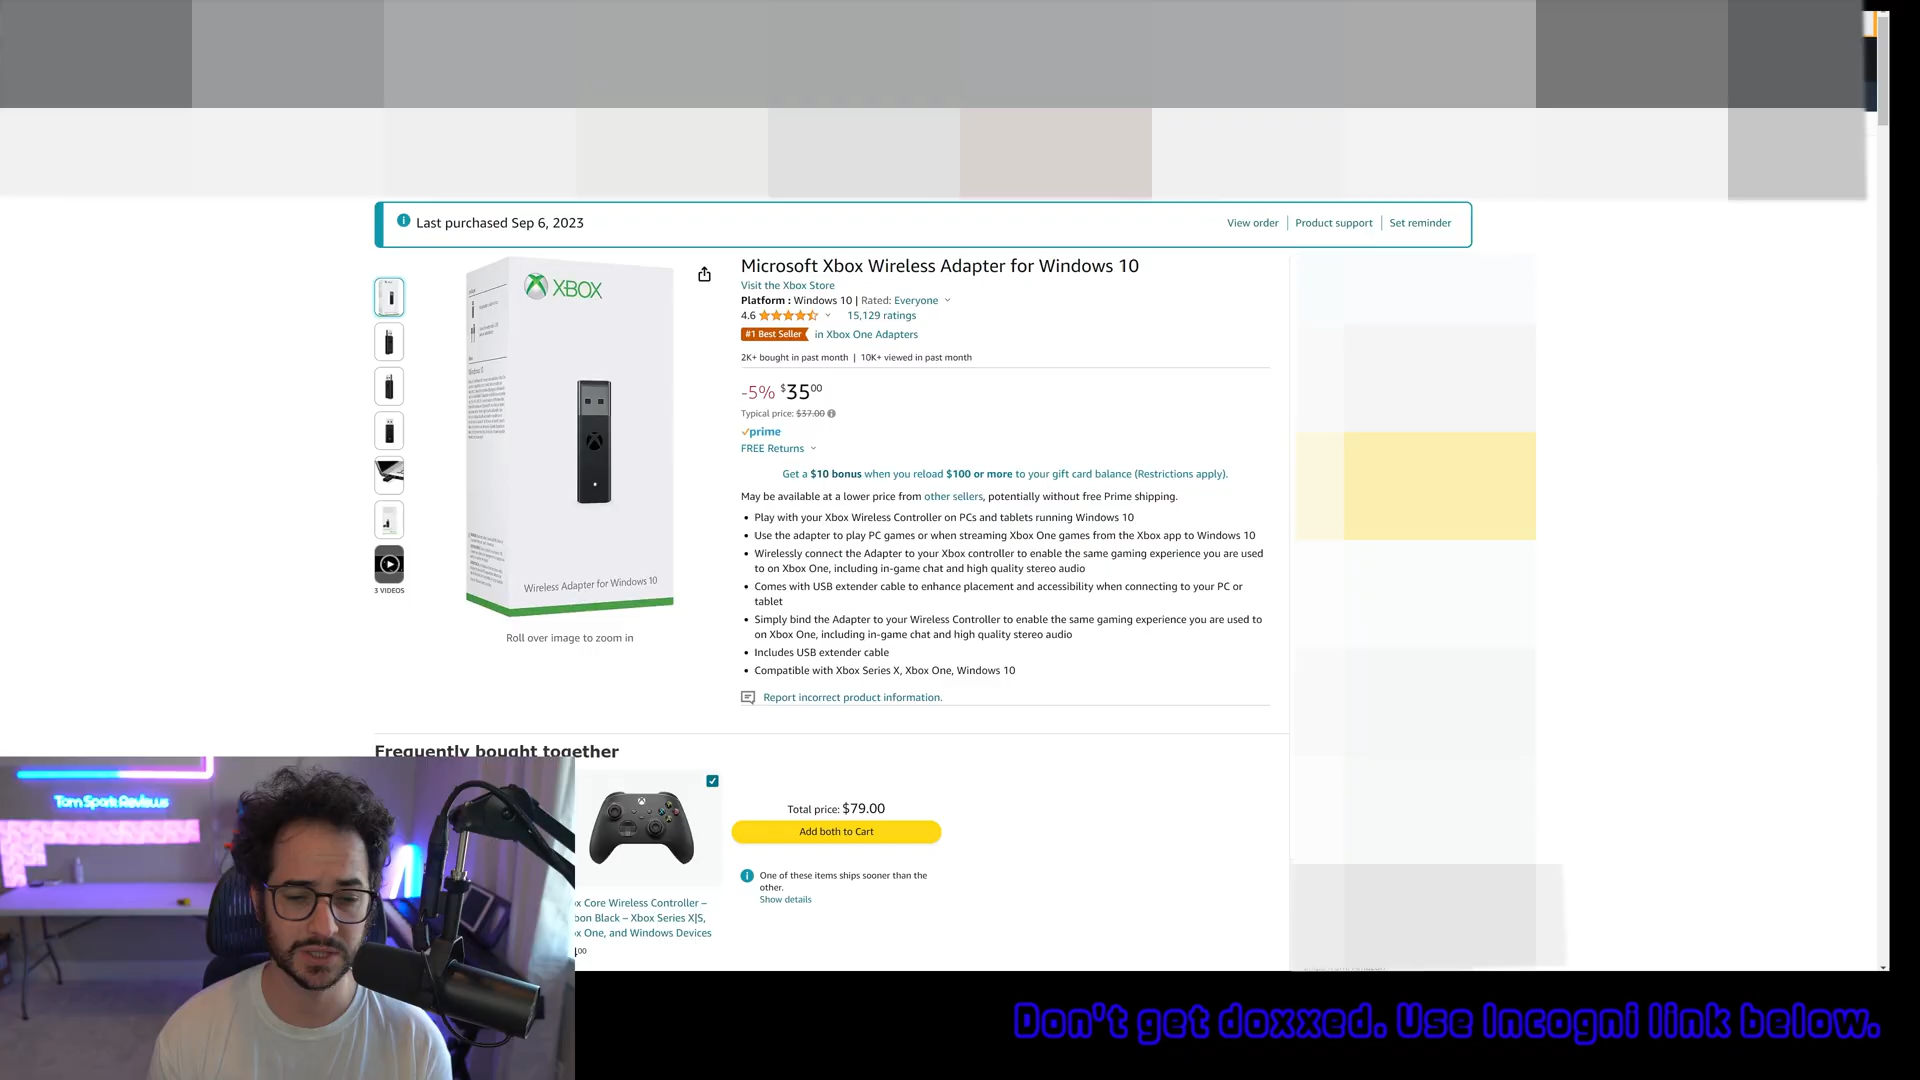 Last purchased Sep 6, 2023
View order
Product support
Set reminder
XBOX
Wireless Adapter for Windows 10
Roll over image to zoom in
3 VIDEOS
Microsoft Xbox Wireless Adapter for Windows 10
Visit the Xbox Store
Platform : Windows 10 | Rated: Everyone
4.6 15,129 ratings
#1 Best Seller in Xbox One Adapters
2K+ bought in past month | 10K+ viewed in past month
-5% $3500
Typical price: $37.00
prime
FREE Returns
Get a $10 bonus when you reload $100 or more to your gift card balance (Restrictions apply).
May be available at a lower price from other sellers, potentially without free Prime shipping.
• Play with your Xbox Wireless Controller on PCs and tablets running Windows 10
• Use the adapter to play PC games or when streaming Xbox One games from the Xbox app to Windows 10
• Wirelessly connect the Adapter to your Xbox controller to enable the same gaming experience you are used
to on Xbox One, including in-game chat and high quality stereo audio
• Comes with USB extender cable to enhance placement and accessibility when connecting to your PC or
tablet
• Simply bind the Adapter to your Wireless Controller to enable the same gaming experience you are used to
on Xbox One, including in-game chat and high quality stereo audio
• Includes USB extender cable
• Compatible with Xbox Series X, Xbox One, Windows 10
Report incorrect product information.
Frequently bought together
Total price: $79.00
Add both to Cart
One of these items ships sooner than the
other.
Show details
x Core Wireless Controller –
bon Black – Xbox Series X|S,
x One, and Windows Devices
Tom Spark Reviews
Don't get doxxed. Use Incogni link below.